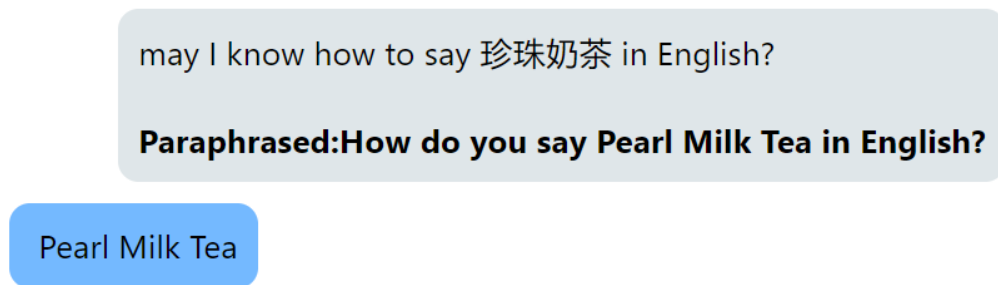 may I know how to say 珍珠奶茶 in English?
Paraphrased:How do you say Pearl Milk Tea in English?
Pearl Milk Tea